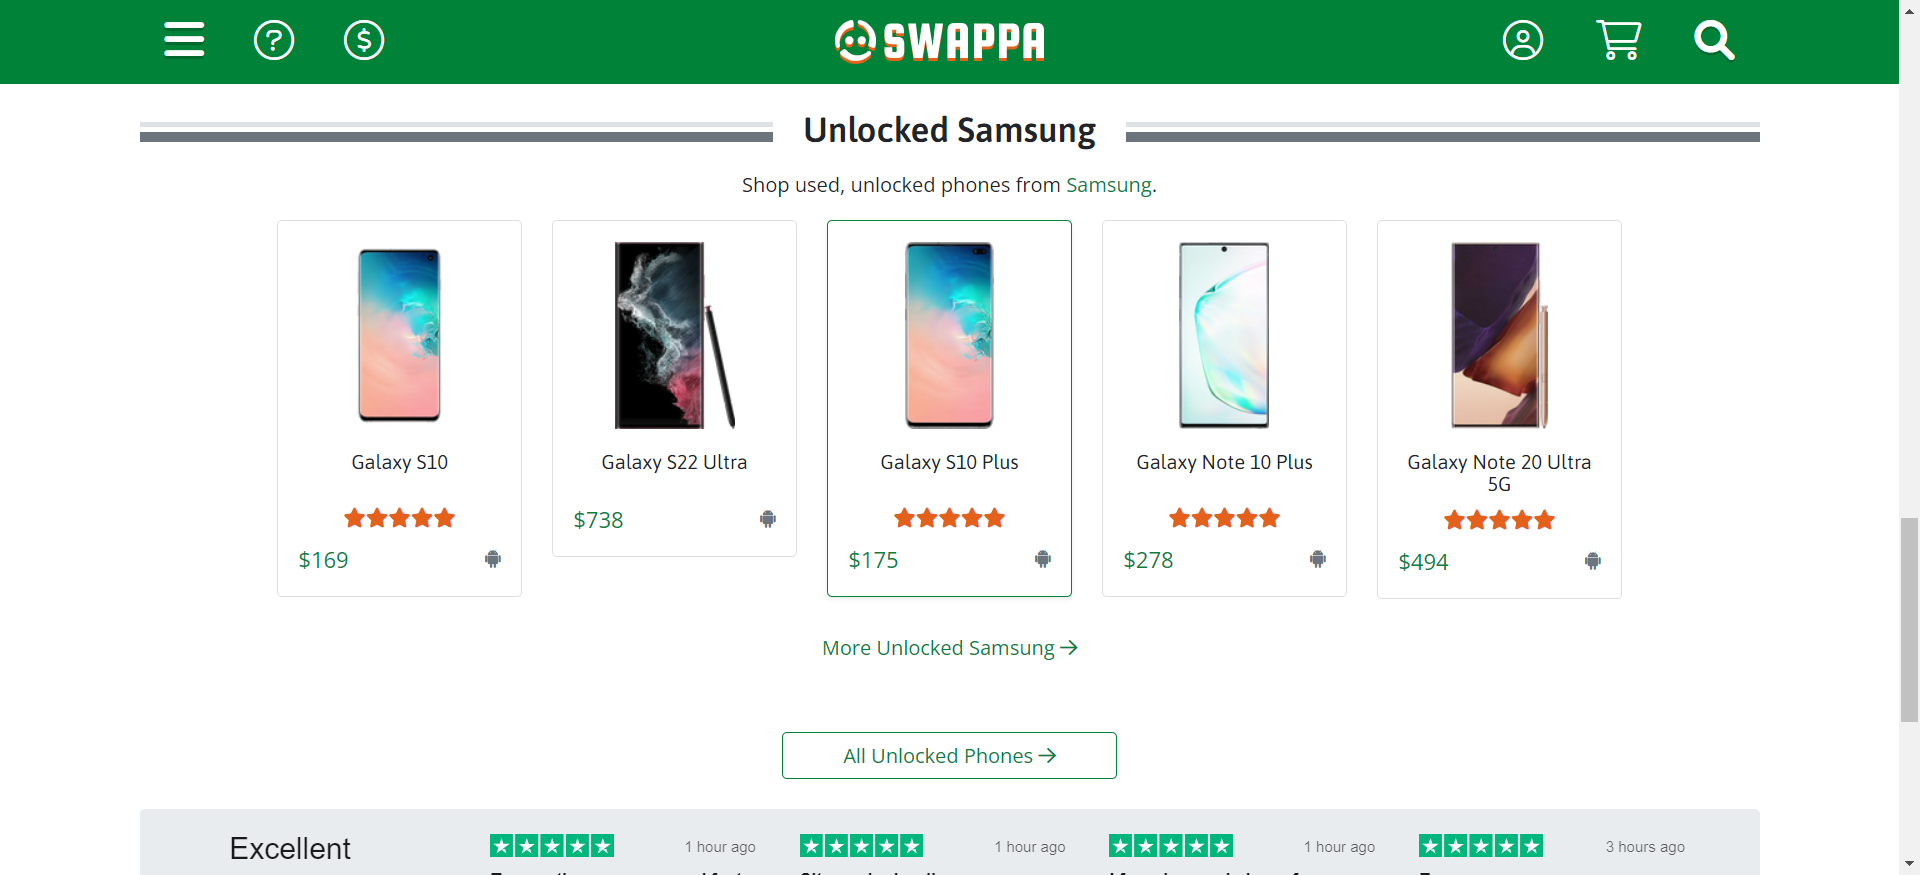 SWAPPA
Unlocked Samsung
Shop used, unlocked phones from Samsung.
Galaxy S10
$169
Galaxy S22 Ultra
$738
Galaxy S10 Plus
$175
Galaxy Note 10 Plus
$278
Galaxy Note 20 Ultra
5G
$494
More Unlocked Samsung
All Unlocked Phones
Excellent
1 hour ago
1 hour ago
1 hour ago
3 hours ago